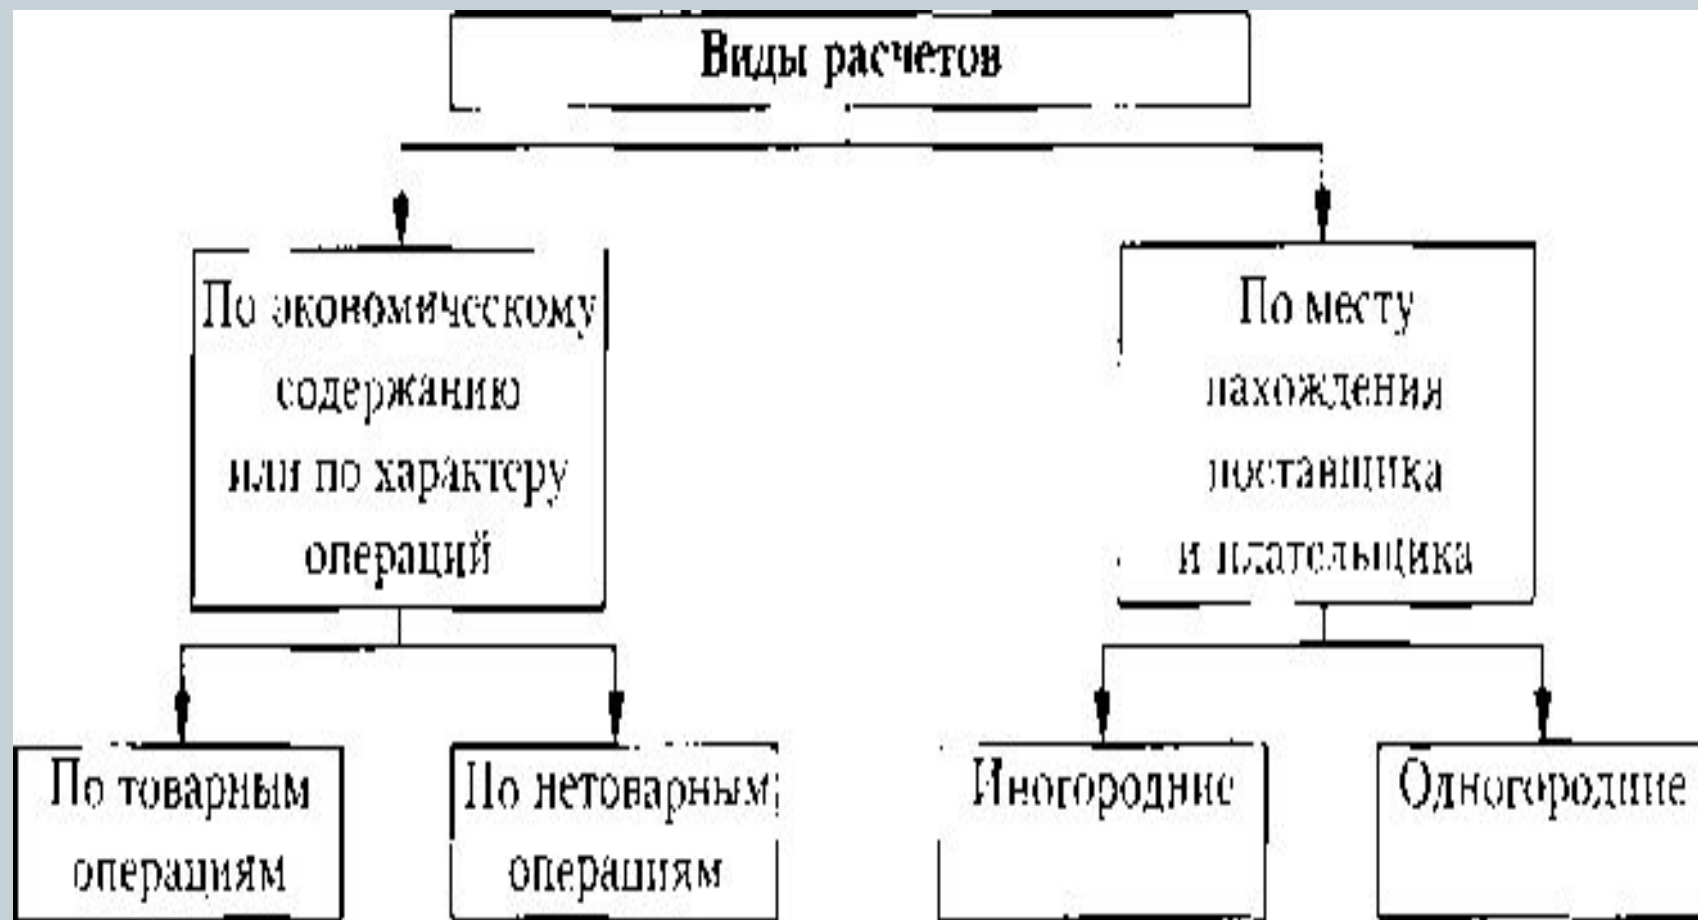 Виды расчетов
По экономическому
содержанию
или по характеру
операций
По месту
нахождения
поставщика
и плательщика
По товарным
операциям
По нетоварным
операциям
Иногородние
Одногородние